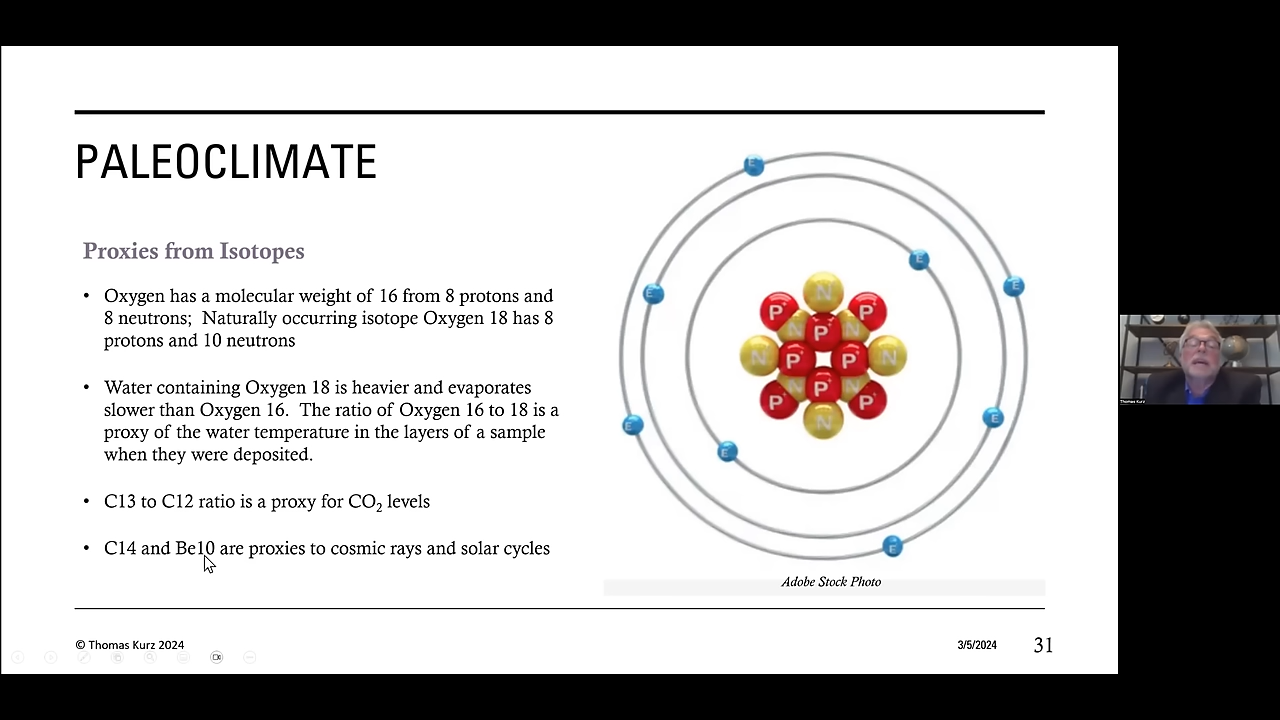 PALEOCLIMATE
Proxies from Isotopes
• Oxygen has a molecular weight of 16 from 8 protons and
8 neutrons; Naturally occurring isotope Oxygen 18 has 8
protons and 10 neutrons
• Water containing Oxygen 18 is heavier and evaporates
slower than Oxygen 16. The ratio of Oxygen 16 to 18 is a
proxy of the water temperature in the layers of a sample
when they were deposited.
• C13 to C12 ratio is a proxy for CO₂ levels
• C14 and Be10 are proxies to cosmic rays and solar cycles
E
E
E
E
E
E
E
E
N
P+ P+
N P+ N
N P+ P+ N
N P+ N
P+ P+
N
Adobe Stock Photo
© Thomas Kurz 2024
3/5/2024
31
Thomas Kurz